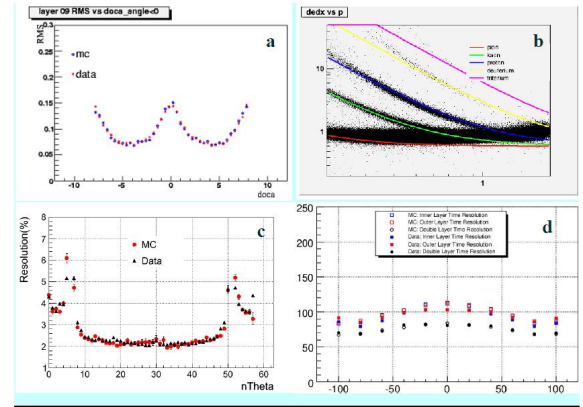 layer 09 RMS vs doca_angle<0
RMS
0.3
0.25
0.2
0.15
0.1
0.05
0
a
mc
data
-10
-5
0
5
10
doca
dedx vs p
b
pion
kaon
proton
deuterium
tritenum
10
1
1
Resolution(%)
8
7
6
5
4
3
2
1
c
MC
Data
0
10
20
30
40
50
60
nTheta
250
200
150
100
50
0
d
MC: Inner Layer Time Resolution
MC: Outer Layer Time Resolution
MC: Double Layer Time Resolution
Data: Inner Layer Time Resolution
Data: Outer Layer Time Resolution
Data: Double Layer Time Resolution
-100
-50
0
50
100